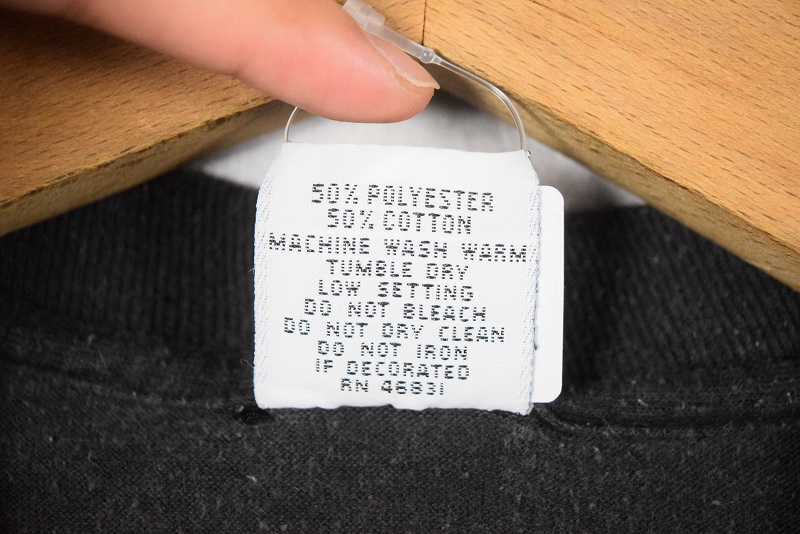 50% POLYESTER
50% COTTON
MACHINE WASH WARM
TUMBLE DRY
LOW SETTING
DO NOT BLEACH
DO NOT DRY CLEAN
DO NOT IRON
IF DECORATED
RN 46831